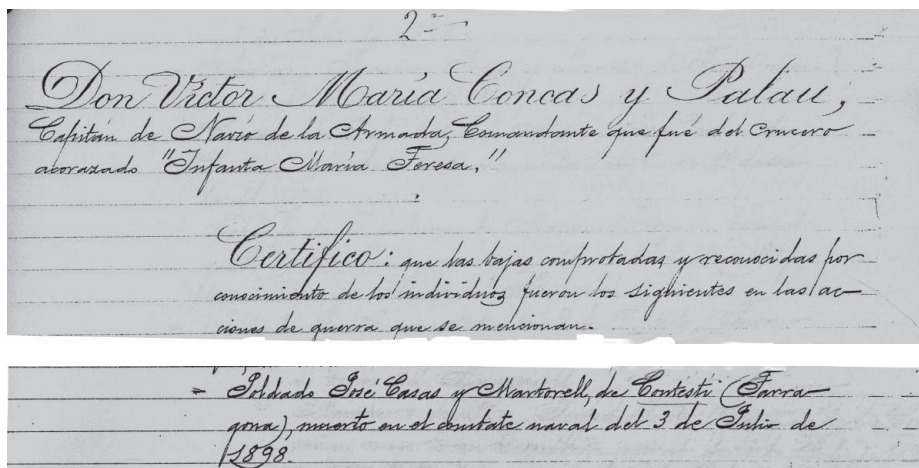 2º
Don Victor María Concas y Palau,
Capitán de Navío de la Armada, Comandante que fué del Crucero
acorazado "Infanta María Teresa,"
Certifico: que las bajas comprobadas y reconocidas por
conocimiento de los individuos fueron los siguientes en las ac-
ciones de guerra que se mencionan.
= Soldado José Casas y Martorell, de Contestí (Tarra-
gona), muerto en el combate naval del 3 de Julio de
1898.